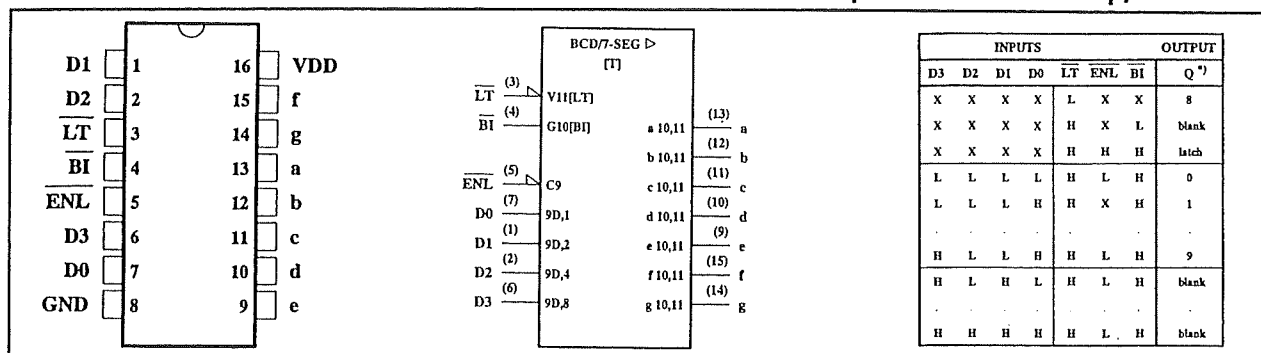 D1 1 16 VDD
D2 2 15 f
LT 3 14 g
BI 4 13 a
ENL 5 12 b
D3 6 11 c
D0 7 10 d
GND 8 9 e
BCD/7-SEG ▷
[T]
LT (3) V11[LT]
BI (4) G10[BI]
ENL (5) C9
D0 (7) 9D,1
D1 (1) 9D,2
D2 (2) 9D,4
D3 (6) 9D,8
a 10,11 (13) a
b 10,11 (12) b
c 10,11 (11) c
d 10,11 (10) d
e 10,11 (9) e
f 10,11 (15) f
g 10,11 (14) g
INPUTS OUTPUT
D3 D2 D1 D0 LT ENL BI Q*)
X X X X L X X 8
X X X X H X L blank
X X X X H H H latch
L L L L H L H 0
L L L H H X H 1
. . . . . . . .
H L L H H L H 9
H L H L H L H blank
. . . . . . . .
H H H H H L H blank